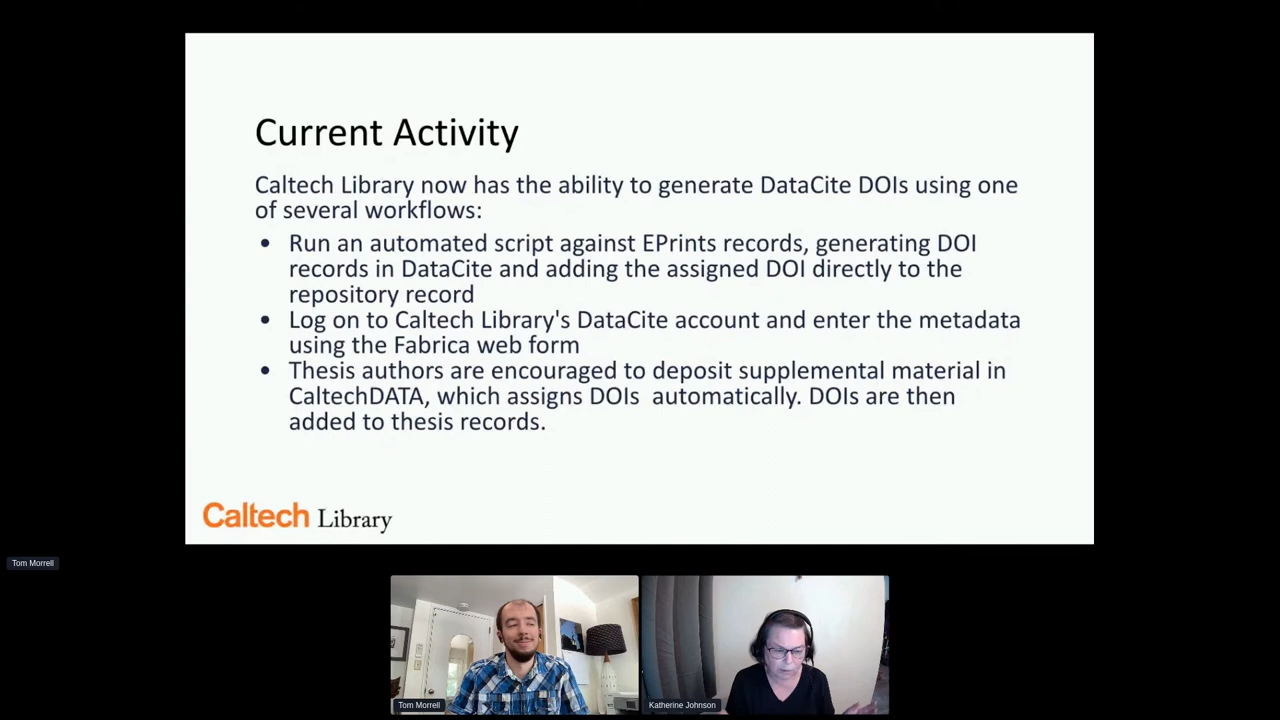 Current Activity
Caltech Library now has the ability to generate DataCite DOIs using one
of several workflows:
• Run an automated script against EPrints records, generating DOI
records in DataCite and adding the assigned DOI directly to the
repository record
• Log on to Caltech Library's DataCite account and enter the metadata
using the Fabrica web form
• Thesis authors are encouraged to deposit supplemental material in
CaltechDATA, which assigns DOIs  automatically. DOIs are then
added to thesis records.
Caltech Library
Tom Morrell
Tom Morrell
Katherine Johnson